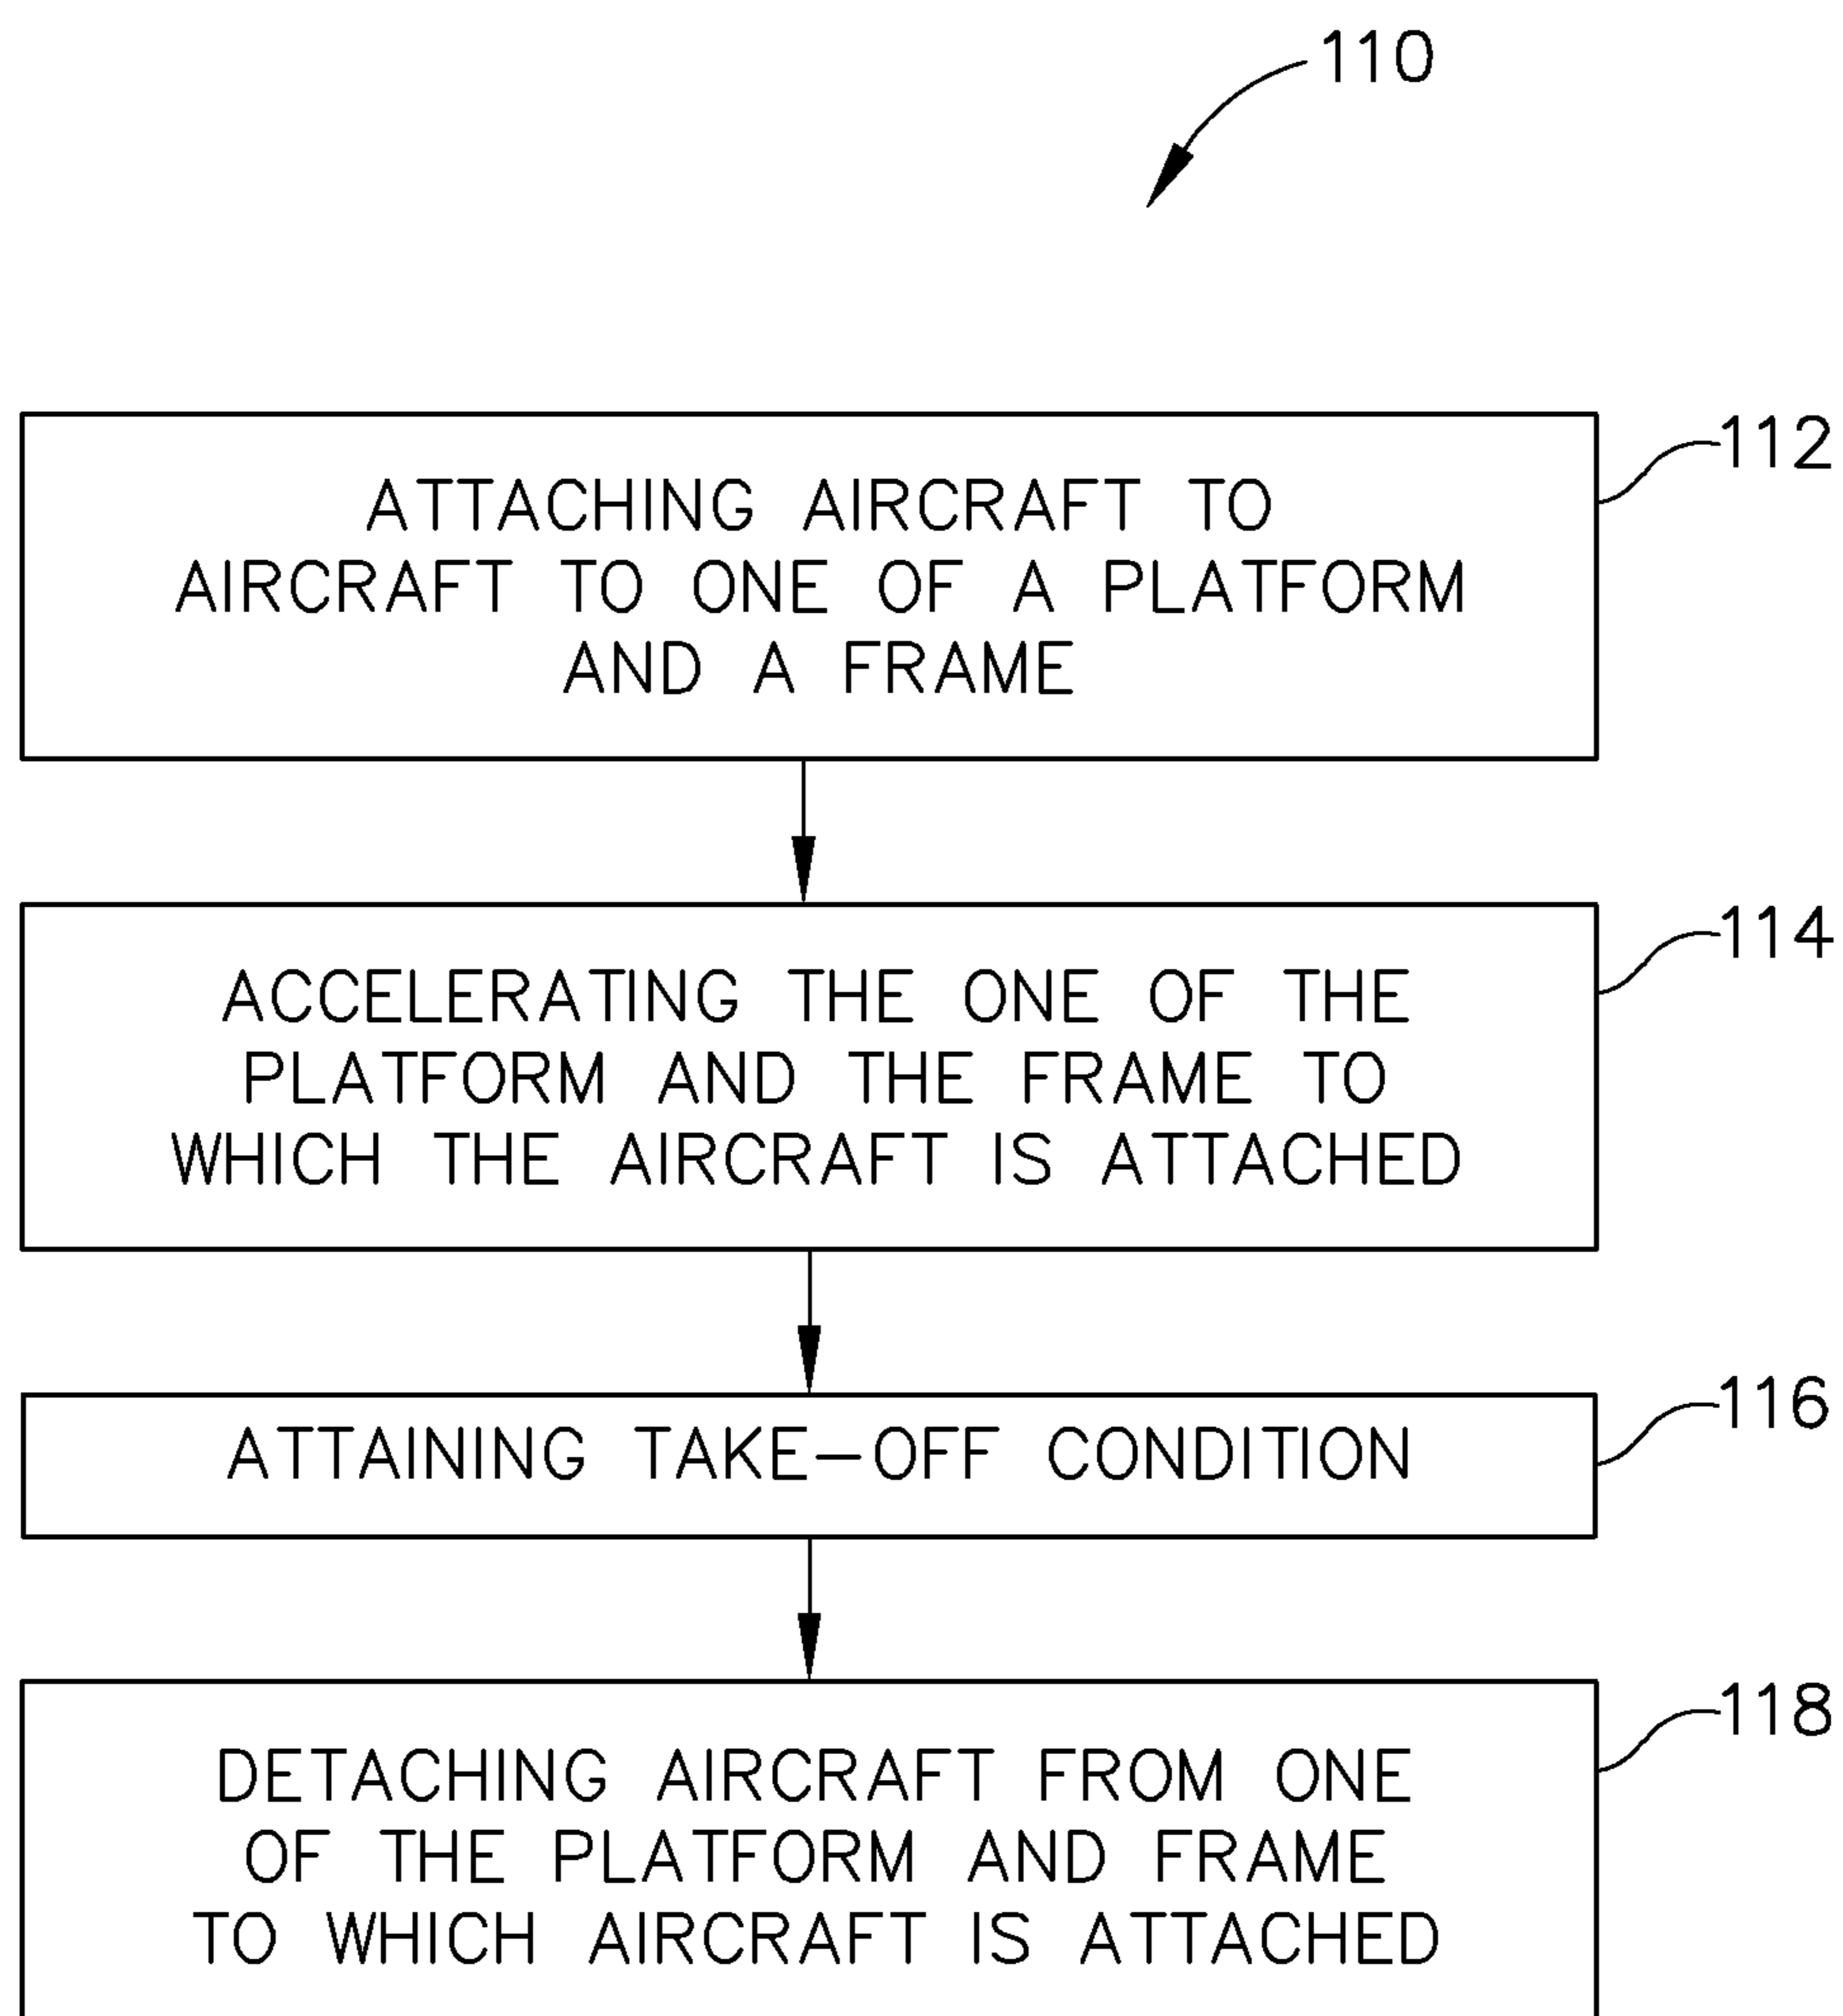 110
112
ATTACHING AIRCRAFT TO
AIRCRAFT TO ONE OF A PLATFORM
AND A FRAME
114
ACCELERATING THE ONE OF THE
PLATFORM AND THE FRAME TO
WHICH THE AIRCRAFT IS ATTACHED
116
ATTAINING TAKE-OFF CONDITION
118
DETACHING AIRCRAFT FROM ONE
OF THE PLATFORM AND FRAME
TO WHICH AIRCRAFT IS ATTACHED